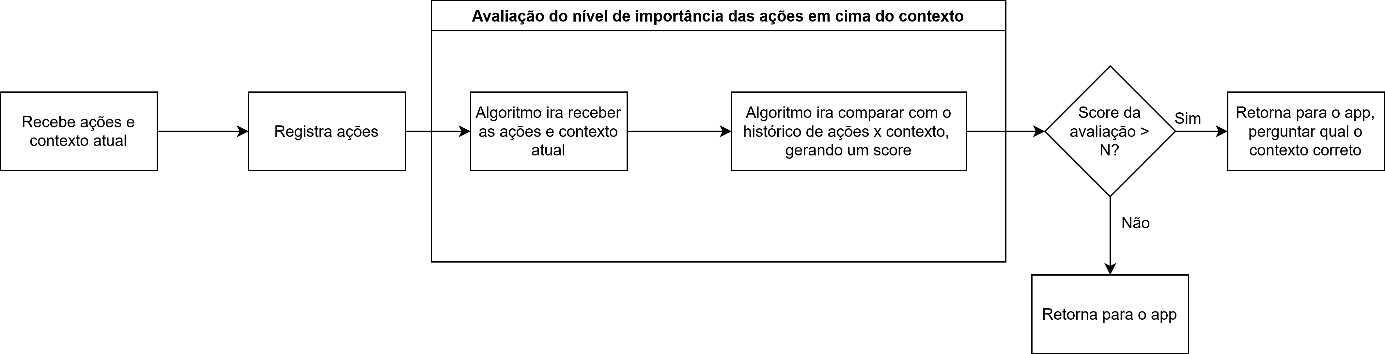 Avaliação do nível de importância das ações em cima do contexto
Recebe ações e
contexto atual
Registra ações
Algoritmo ira receber
as ações e contexto
atual
Algoritmo ira comparar com o
histórico de ações x contexto,
gerando um score
Score da
avaliação >
N?
Sim
Retorna para o app,
perguntar qual o
contexto correto
Não
Retorna para o app